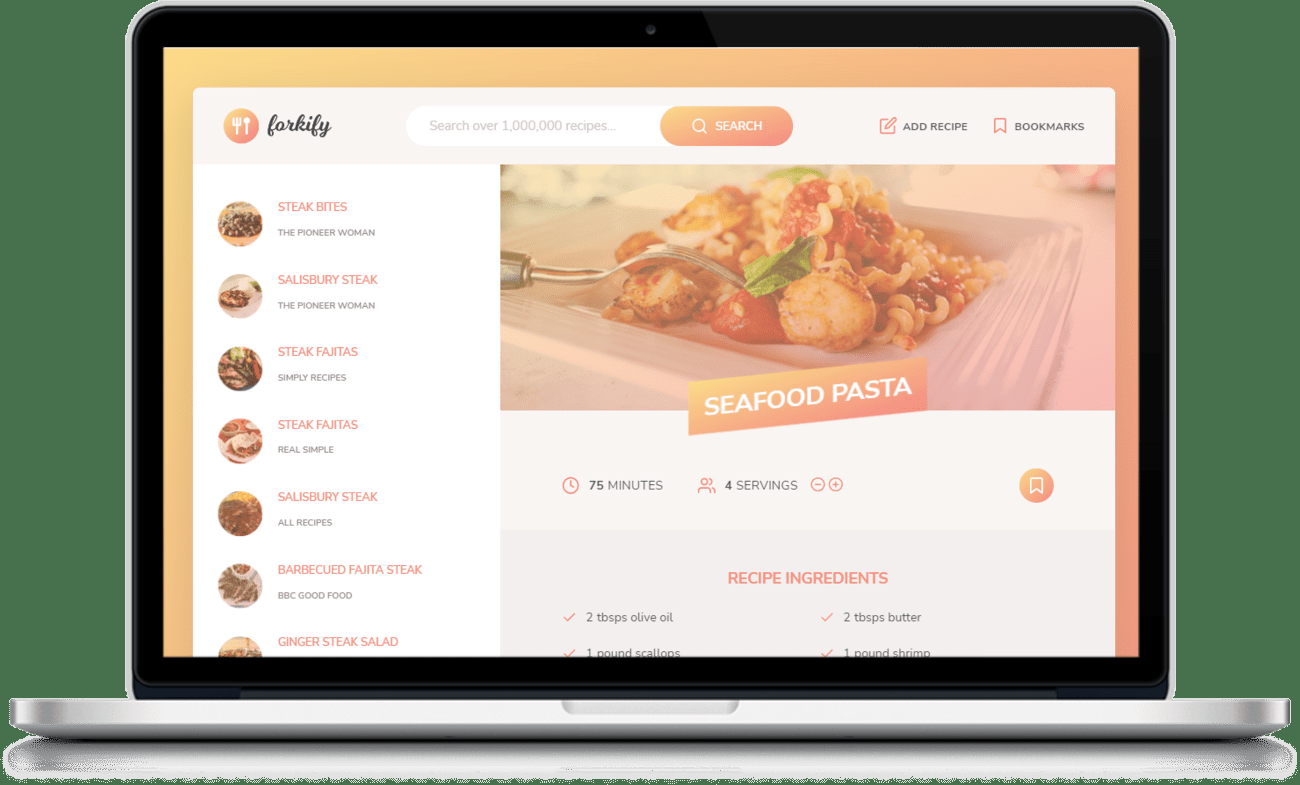 forkify
Search over 1,000,000 recipes...
SEARCH
ADD RECIPE
BOOKMARKS
STEAK BITES
THE PIONEER WOMAN
SALISBURY STEAK
THE PIONEER WOMAN
STEAK FAJITAS
SIMPLY RECIPES
STEAK FAJITAS
REAL SIMPLE
SALISBURY STEAK
ALL RECIPES
BARBECUED FAJITA STEAK
BBC GOOD FOOD
GINGER STEAK SALAD
SEAFOOD PASTA
75 MINUTES
4 SERVINGS
RECIPE INGREDIENTS
2 tbsps olive oil
2 tbsps butter
1 pound scallops
1 pound shrimp